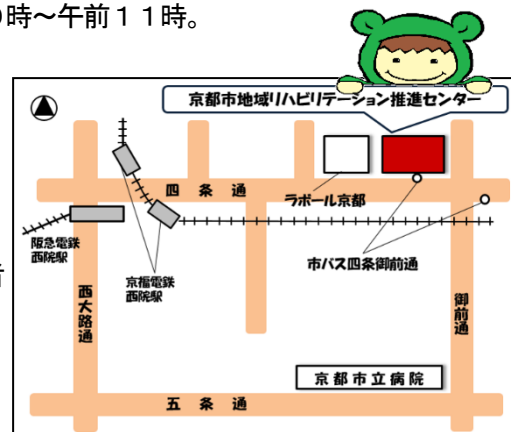 時～午前１１時。
京都市地域リハビリテーション推進センター
四条通
ラポール京都
阪急電鉄
西院駅
京福電鉄
西院駅
市バス四条御前通
西大路通
御前通
京都市立病院
五条通